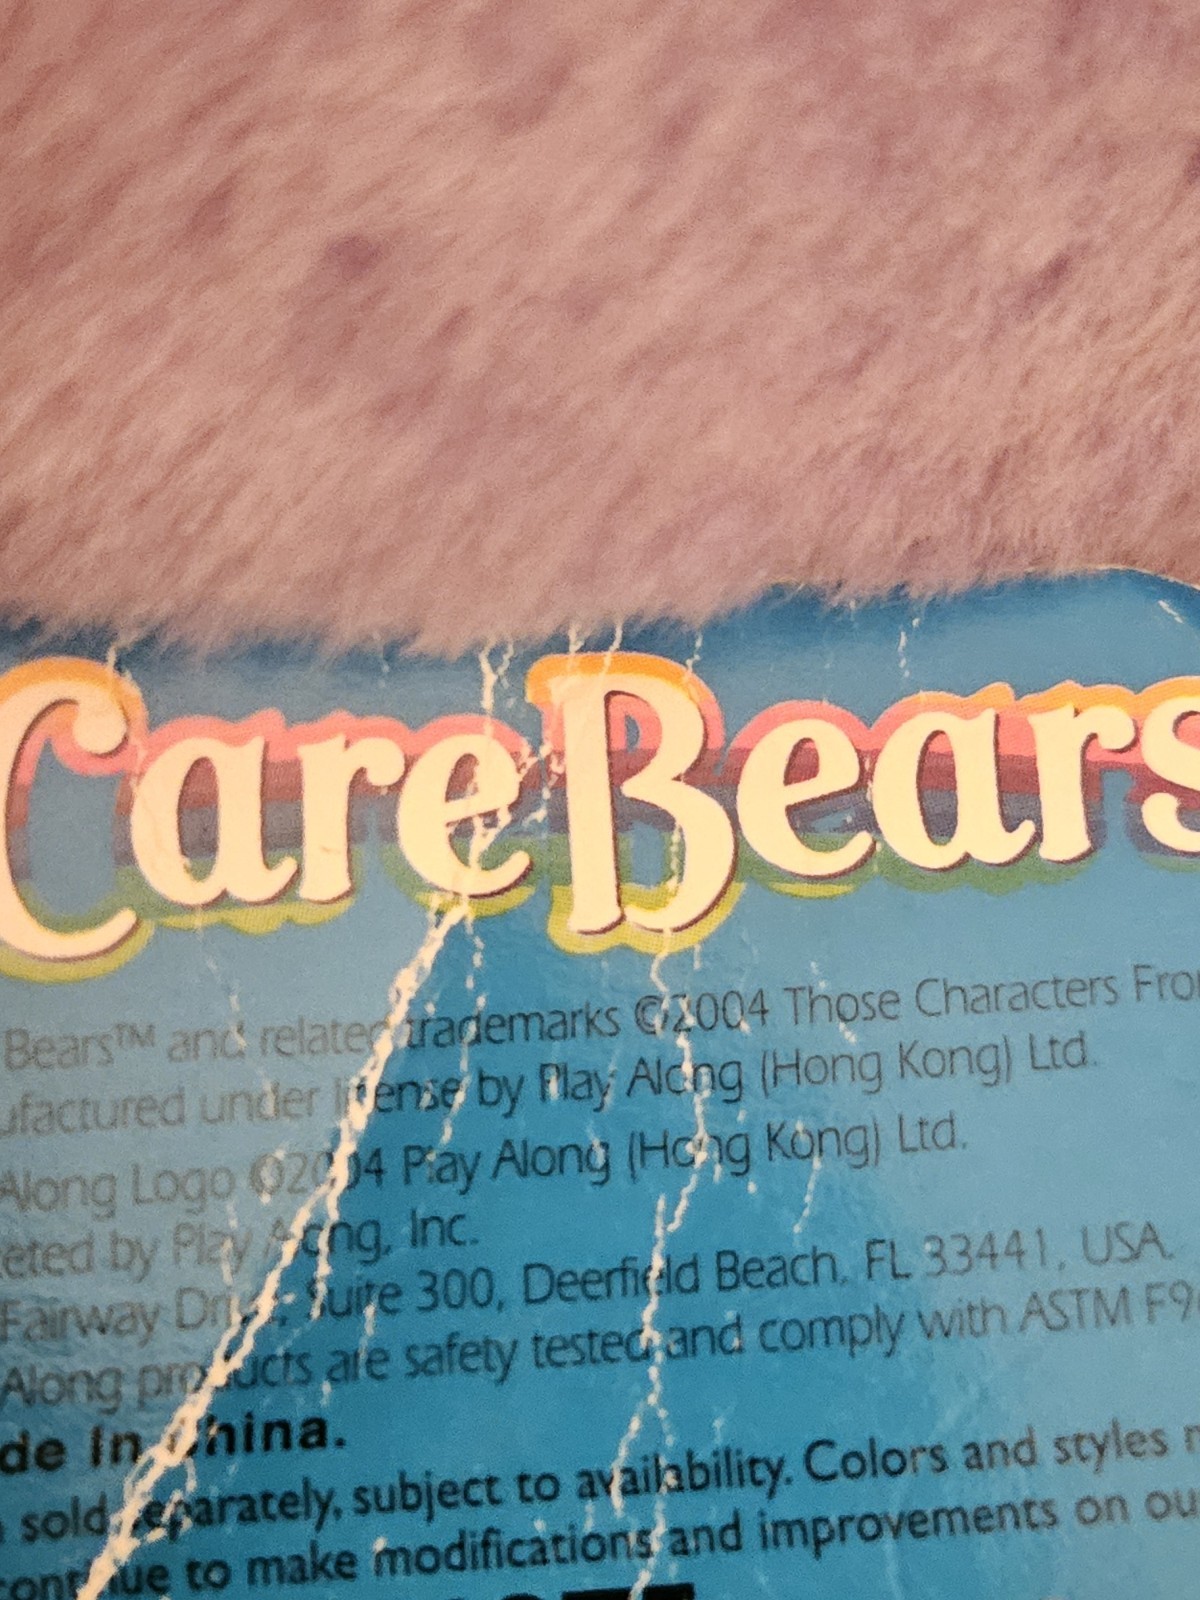 Care Bears
Bears™ and related trademarks ©2004 Those Characters Fro
ufactured under license by Play Along (Hong Kong) Ltd.
Along Logo ©2004 Play Along (Hong Kong) Ltd.
eted by Play Along, Inc.
Fairway Drive, Suite 300, Deerfield Beach, FL 33441, USA.
Along products are safety tested and comply with ASTM F9
de In China.
sold separately, subject to availability. Colors and styles
continue to make modifications and improvements on ou